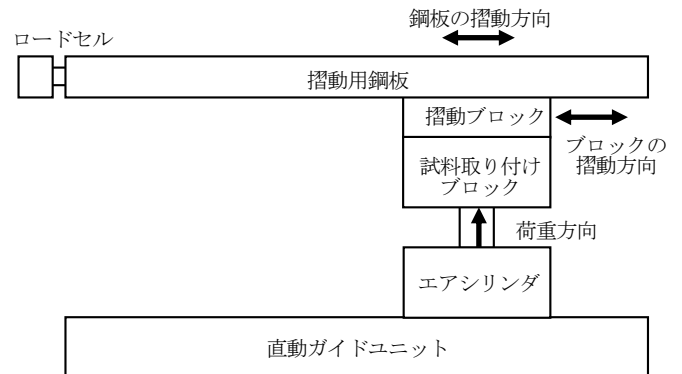 鋼板の摺動方向
ロードセル
摺動用鋼板
摺動ブロック
ブロックの
摺動方向
試料取り付け
ブロック
荷重方向
エアシリンダ
直動ガイドユニット